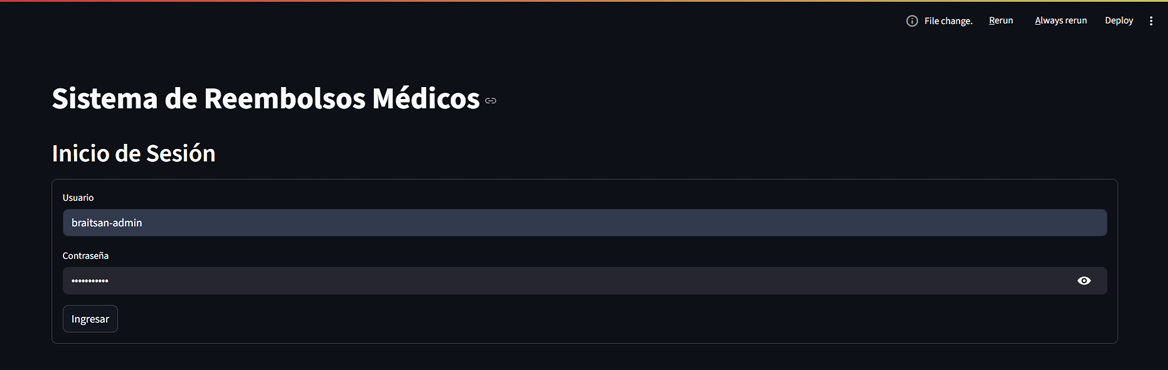 File change. Rerun Always rerun Deploy
Sistema de Reembolsos Médicos
Inicio de Sesión
Usuario
braitsan-admin
Contraseña
•••••••••••
Ingresar